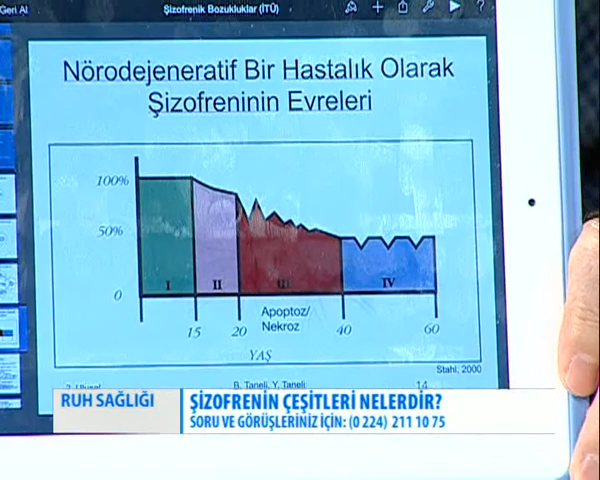 Geri Al
Şizofrenik Bozukluklar (İTÜ)
Nörodejeneratif Bir Hastalık Olarak
Şizofreninin Evreleri
100%
50%
0
I
II
III
IV
Apoptoz/
Nekroz
15
20
40
60
YAŞ
Stahl, 2000
B. Taneli, Y. Taneli
14
RUH SAĞLIĞI
ŞİZOFRENİN ÇEŞİTLERİ NELERDİR?
SORU VE GÖRÜŞLERİNİZ İÇİN: (0 224) 211 10 75